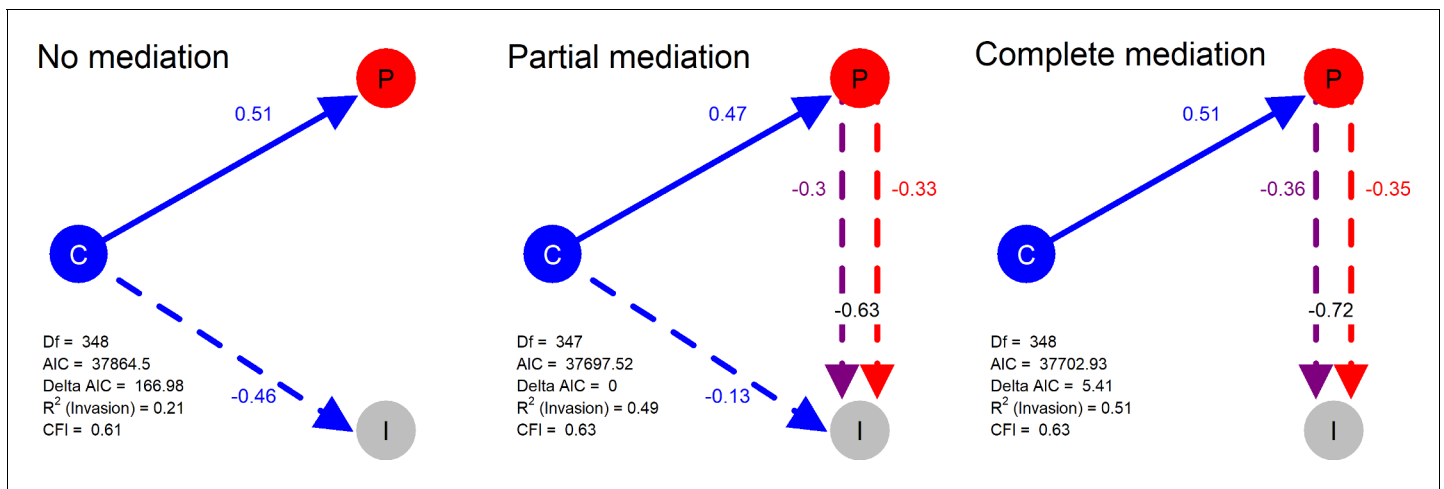 No mediation
P
0.51
C
-0.46
I
Df = 348
AIC = 37864.5
Delta AIC = 166.98
R² (Invasion) = 0.21
CFI = 0.61
Partial mediation
P
0.47
-0.3
-0.33
C
-0.63
-0.13
I
Df = 347
AIC = 37697.52
Delta AIC = 0
R² (Invasion) = 0.49
CFI = 0.63
Complete mediation
P
0.51
-0.36
-0.35
C
-0.72
I
Df = 348
AIC = 37702.93
Delta AIC = 5.41
R² (Invasion) = 0.51
CFI = 0.63